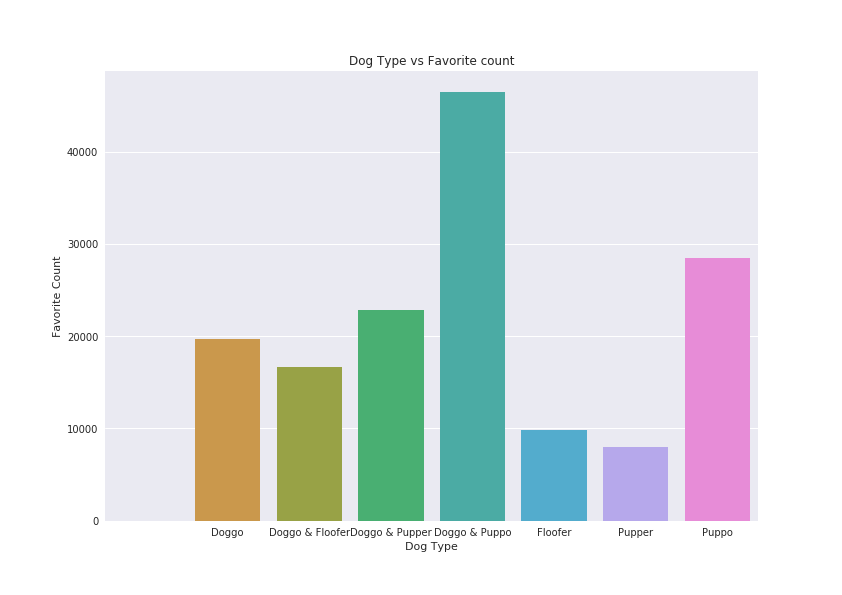 Dog Type vs Favorite count
Favorite Count
40000
30000
20000
10000
0
Doggo Doggo & Floofer Doggo & Pupper Doggo & Puppo Floofer Pupper Puppo
Dog Type